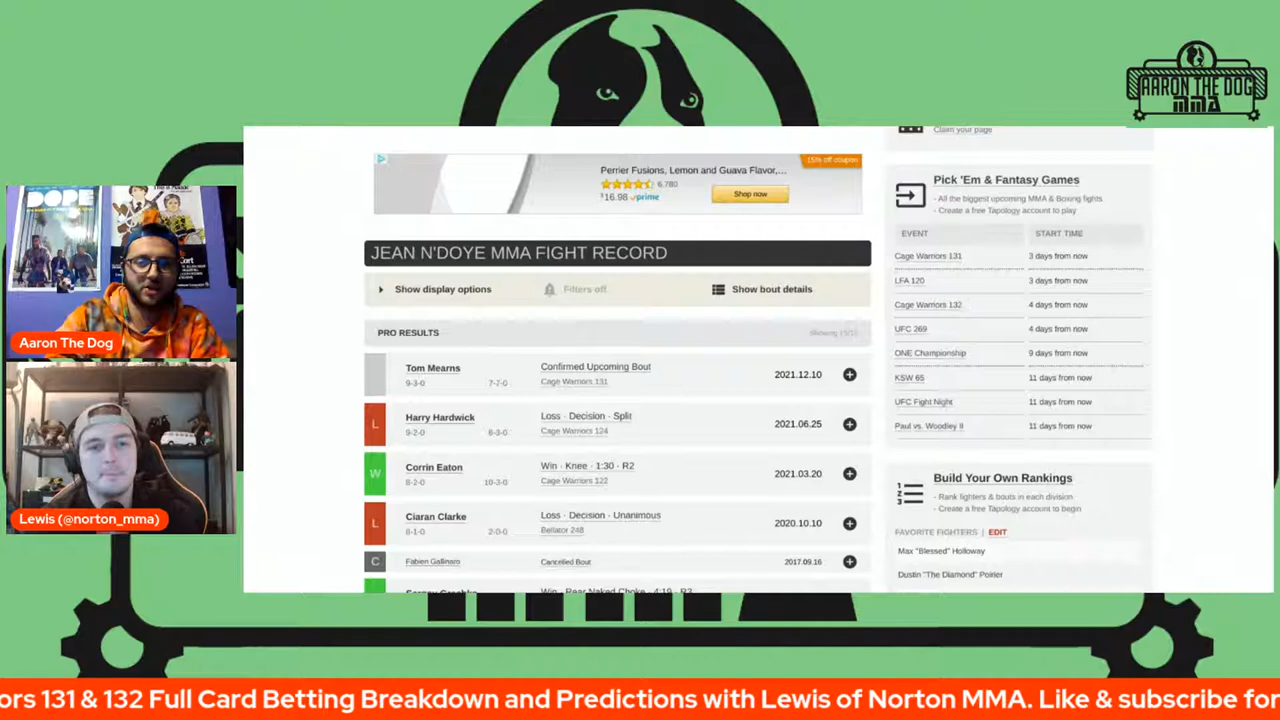 AARON THE DOG
MMA
Claim your page
Perrier Fusions, Lemon and Guava Flavor,...
15% off coupon
6,780
$16.98 prime
Shop now
Pick 'Em & Fantasy Games
- All the biggest upcoming MMA & Boxing fights
- Create a free Tapology account to play
EVENT START TIME
Cage Warriors 131 3 days from now
LFA 120 3 days from now
Cage Warriors 132 4 days from now
UFC 269 4 days from now
ONE Championship 9 days from now
KSW 65 11 days from now
UFC Fight Night 11 days from now
Paul vs. Woodley II 11 days from now
JEAN N'DOYE MMA FIGHT RECORD
Show display options Filters off Show bout details
PRO RESULTS
Tom Mearns Confirmed Upcoming Bout 2021.12.10
9-3-0 7-7-0 Cage Warriors 131
L Harry Hardwick Loss · Decision · Split 2021.06.25
9-2-0 6-3-0 Cage Warriors 124
W Corrin Eaton Win · Knee · 1:30 · R2 2021.03.20
8-2-0 10-3-0 Cage Warriors 122
L Ciaran Clarke Loss · Decision · Unanimous 2020.10.10
8-1-0 2-0-0 Bellator 248
C Fabien Gallinaro Cancelled Bout 2017.09.16
Win · Rear Naked Choke · 4:19 · R3
Build Your Own Rankings
- Rank fighters & bouts in each division
- Create a free Tapology account to begin
FAVORITE FIGHTERS | EDIT
Max "Blessed" Holloway
Dustin "The Diamond" Poirier
DOPE
Aaron The Dog
Lewis (@norton_mma)
ors 131 & 132 Full Card Betting Breakdown and Predictions with Lewis of Norton MMA. Like & subscribe for